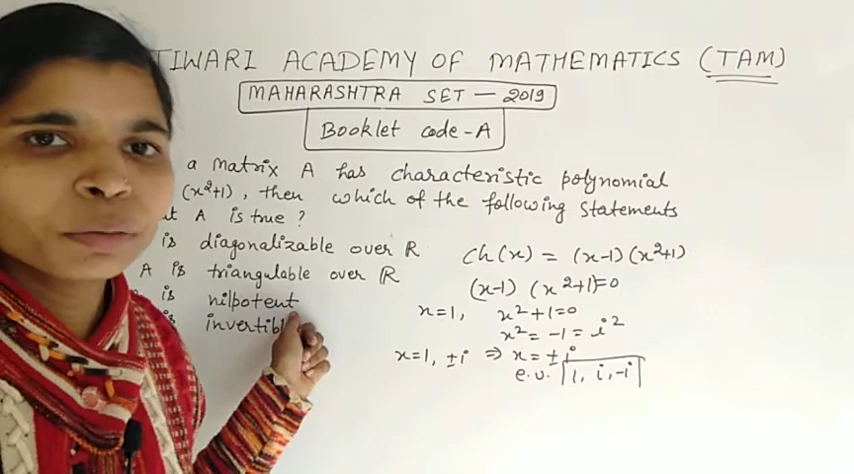 TIWARI ACADEMY OF MATHEMATICS (TAM)
MAHARASHTRA SET — 2019
Booklet code -A
a matrix A has characteristic polynomial
(x²+1), then which of the following statements
A is true ?
is diagonalizable over R
A is triangulable over R
is nilpotent
is
ch(x) = (x-1) (x²+1)
(x-1) (x²+1)=0
x=1, x²+1=0
x² = -1 = i²
x=1, ±i ⇒ x = ± i
e.v. 1, i, -i